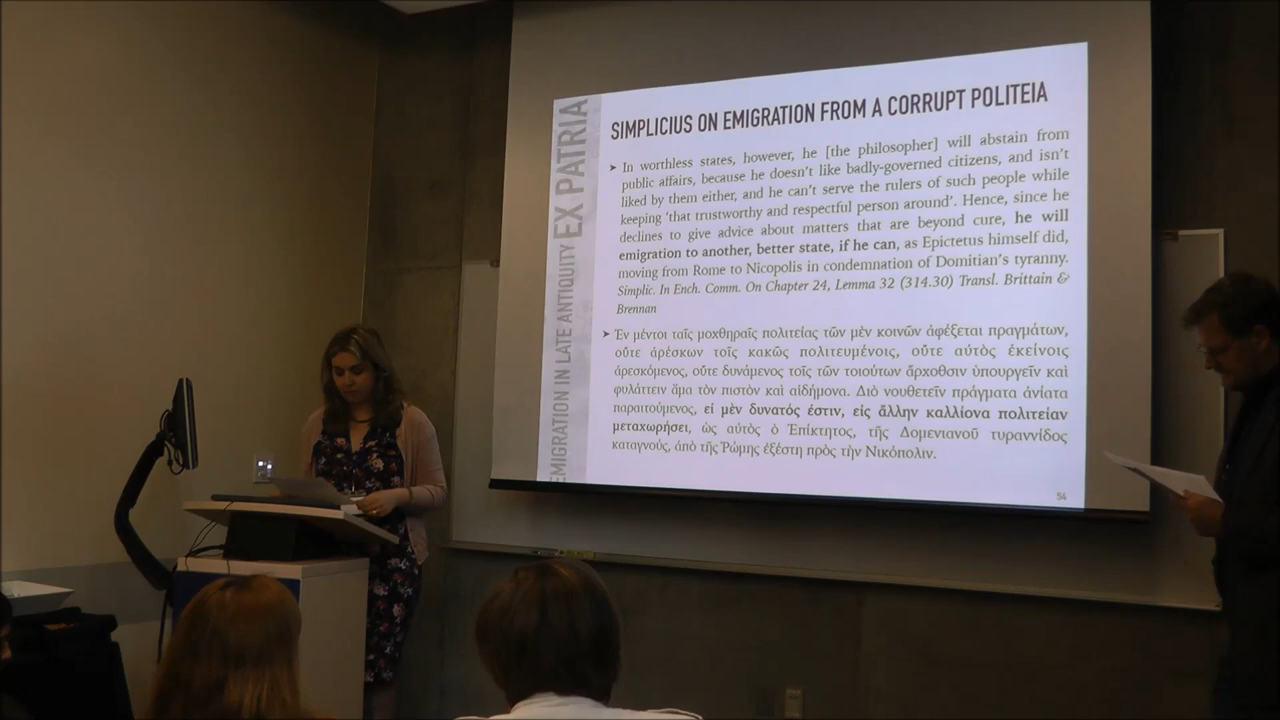 EMIGRATION IN LATE ANTIQUITY EX PATRIA
SIMPLICIUS ON EMIGRATION FROM A CORRUPT POLITEIA
➤ In worthless states, however, he [the philosopher] will abstain from
public affairs, because he doesn't like badly-governed citizens, and isn't
liked by them either, and he can't serve the rulers of such people while
keeping 'that trustworthy and respectful person around'. Hence, since he
declines to give advice about matters that are beyond cure, he will
emigration to another, better state, if he can, as Epictetus himself did,
moving from Rome to Nicopolis in condemnation of Domitian's tyranny.
Simplic. In Ench. Comm. On Chapter 24, Lemma 32 (314.30) Transl. Brittain &
Brennan
➤ Ἐν μέντοι ταῖς μοχθηραῖς πολιτείας τῶν μὲν κοινῶν ἀφέξεται πραγμάτων,
οὔτε ἀρέσκων τοῖς κακῶς πολιτευμένοις, οὔτε αὐτὸς ἐκείνοις
ἀρεσκόμενος, οὔτε δυνάμενος τοῖς τῶν τοιούτων ἄρχοθσιν ὑπουργεῖν καὶ
φυλάττειν ἅμα τὸν πιστὸν καὶ αἰδήμονα. Διὸ νουθετεῖν πράγματα ἀνίατα
παραιτούμενος, εἰ μὲν δυνατός ἐστιν, εἰς ἄλλην καλλίονα πολιτείαν
μεταχωρήσει, ὡς αὐτὸς ὁ Ἐπίκτητος, τῆς Δομενιανοῦ τυραννίδος
καταγνούς, ἀπὸ τῆς Ῥώμης ἐξέστη πρὸς τὴν Νικόπολιν.
54